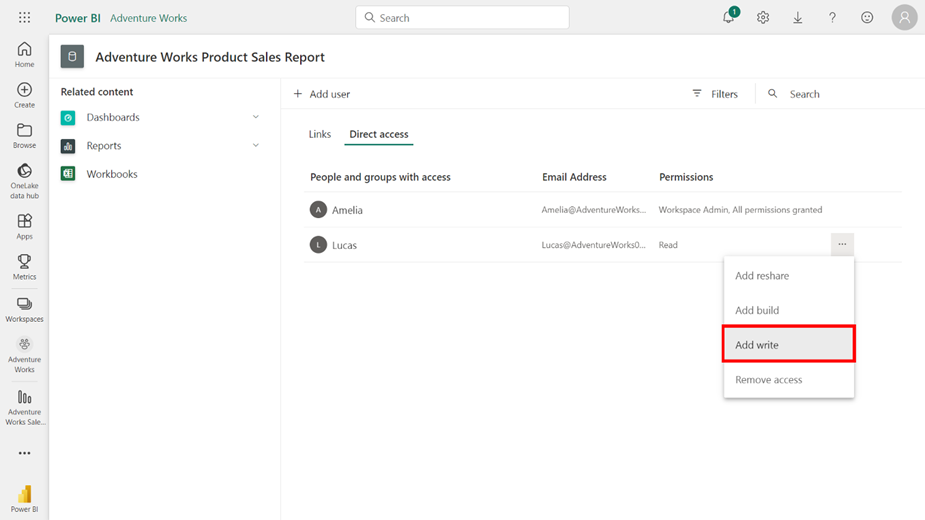 Power BI Adventure Works
Search
1
Home
Create
Browse
OneLake
data hub
Apps
Metrics
Workspaces
Adventure
Works
Adventure
Works Sale...
Power BI
Adventure Works Product Sales Report
Related content
Dashboards
Reports
Workbooks
+ Add user
Filters
Search
Links
Direct access
People and groups with access
Email Address
Permissions
A
Amelia
Amelia@AdventureWorks...
Workspace Admin, All permissions granted
L
Lucas
Lucas@AdventureWorks0...
Read
...
Add reshare
Add build
Add write
Remove access